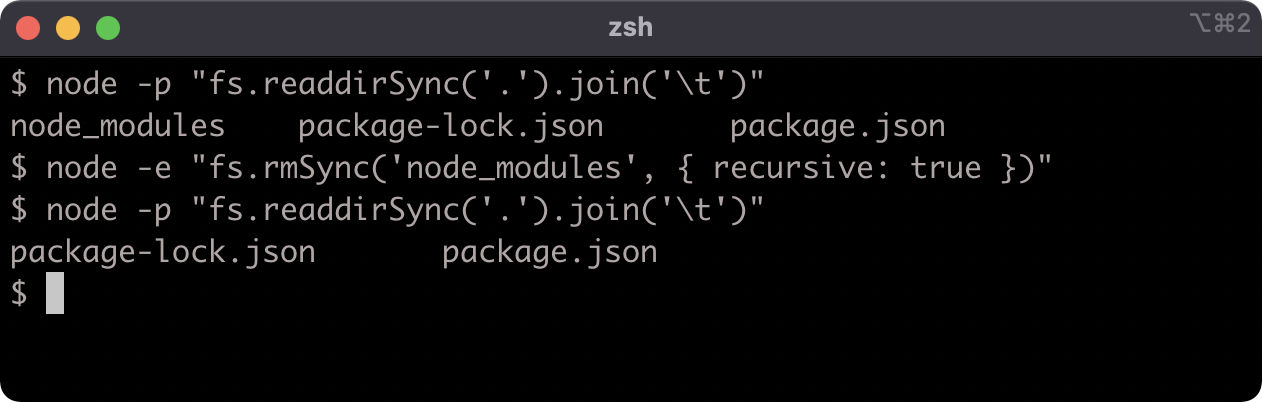 zsh
⌥⌘2
$ node -p "fs.readdirSync('.').join('\t')"
node_modules    package-lock.json       package.json
$ node -e "fs.rmSync('node_modules', { recursive: true })"
$ node -p "fs.readdirSync('.').join('\t')"
package-lock.json       package.json
$